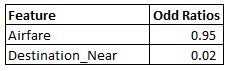 Feature Odd Ratios
Airfare 0.95
Destination_Near 0.02